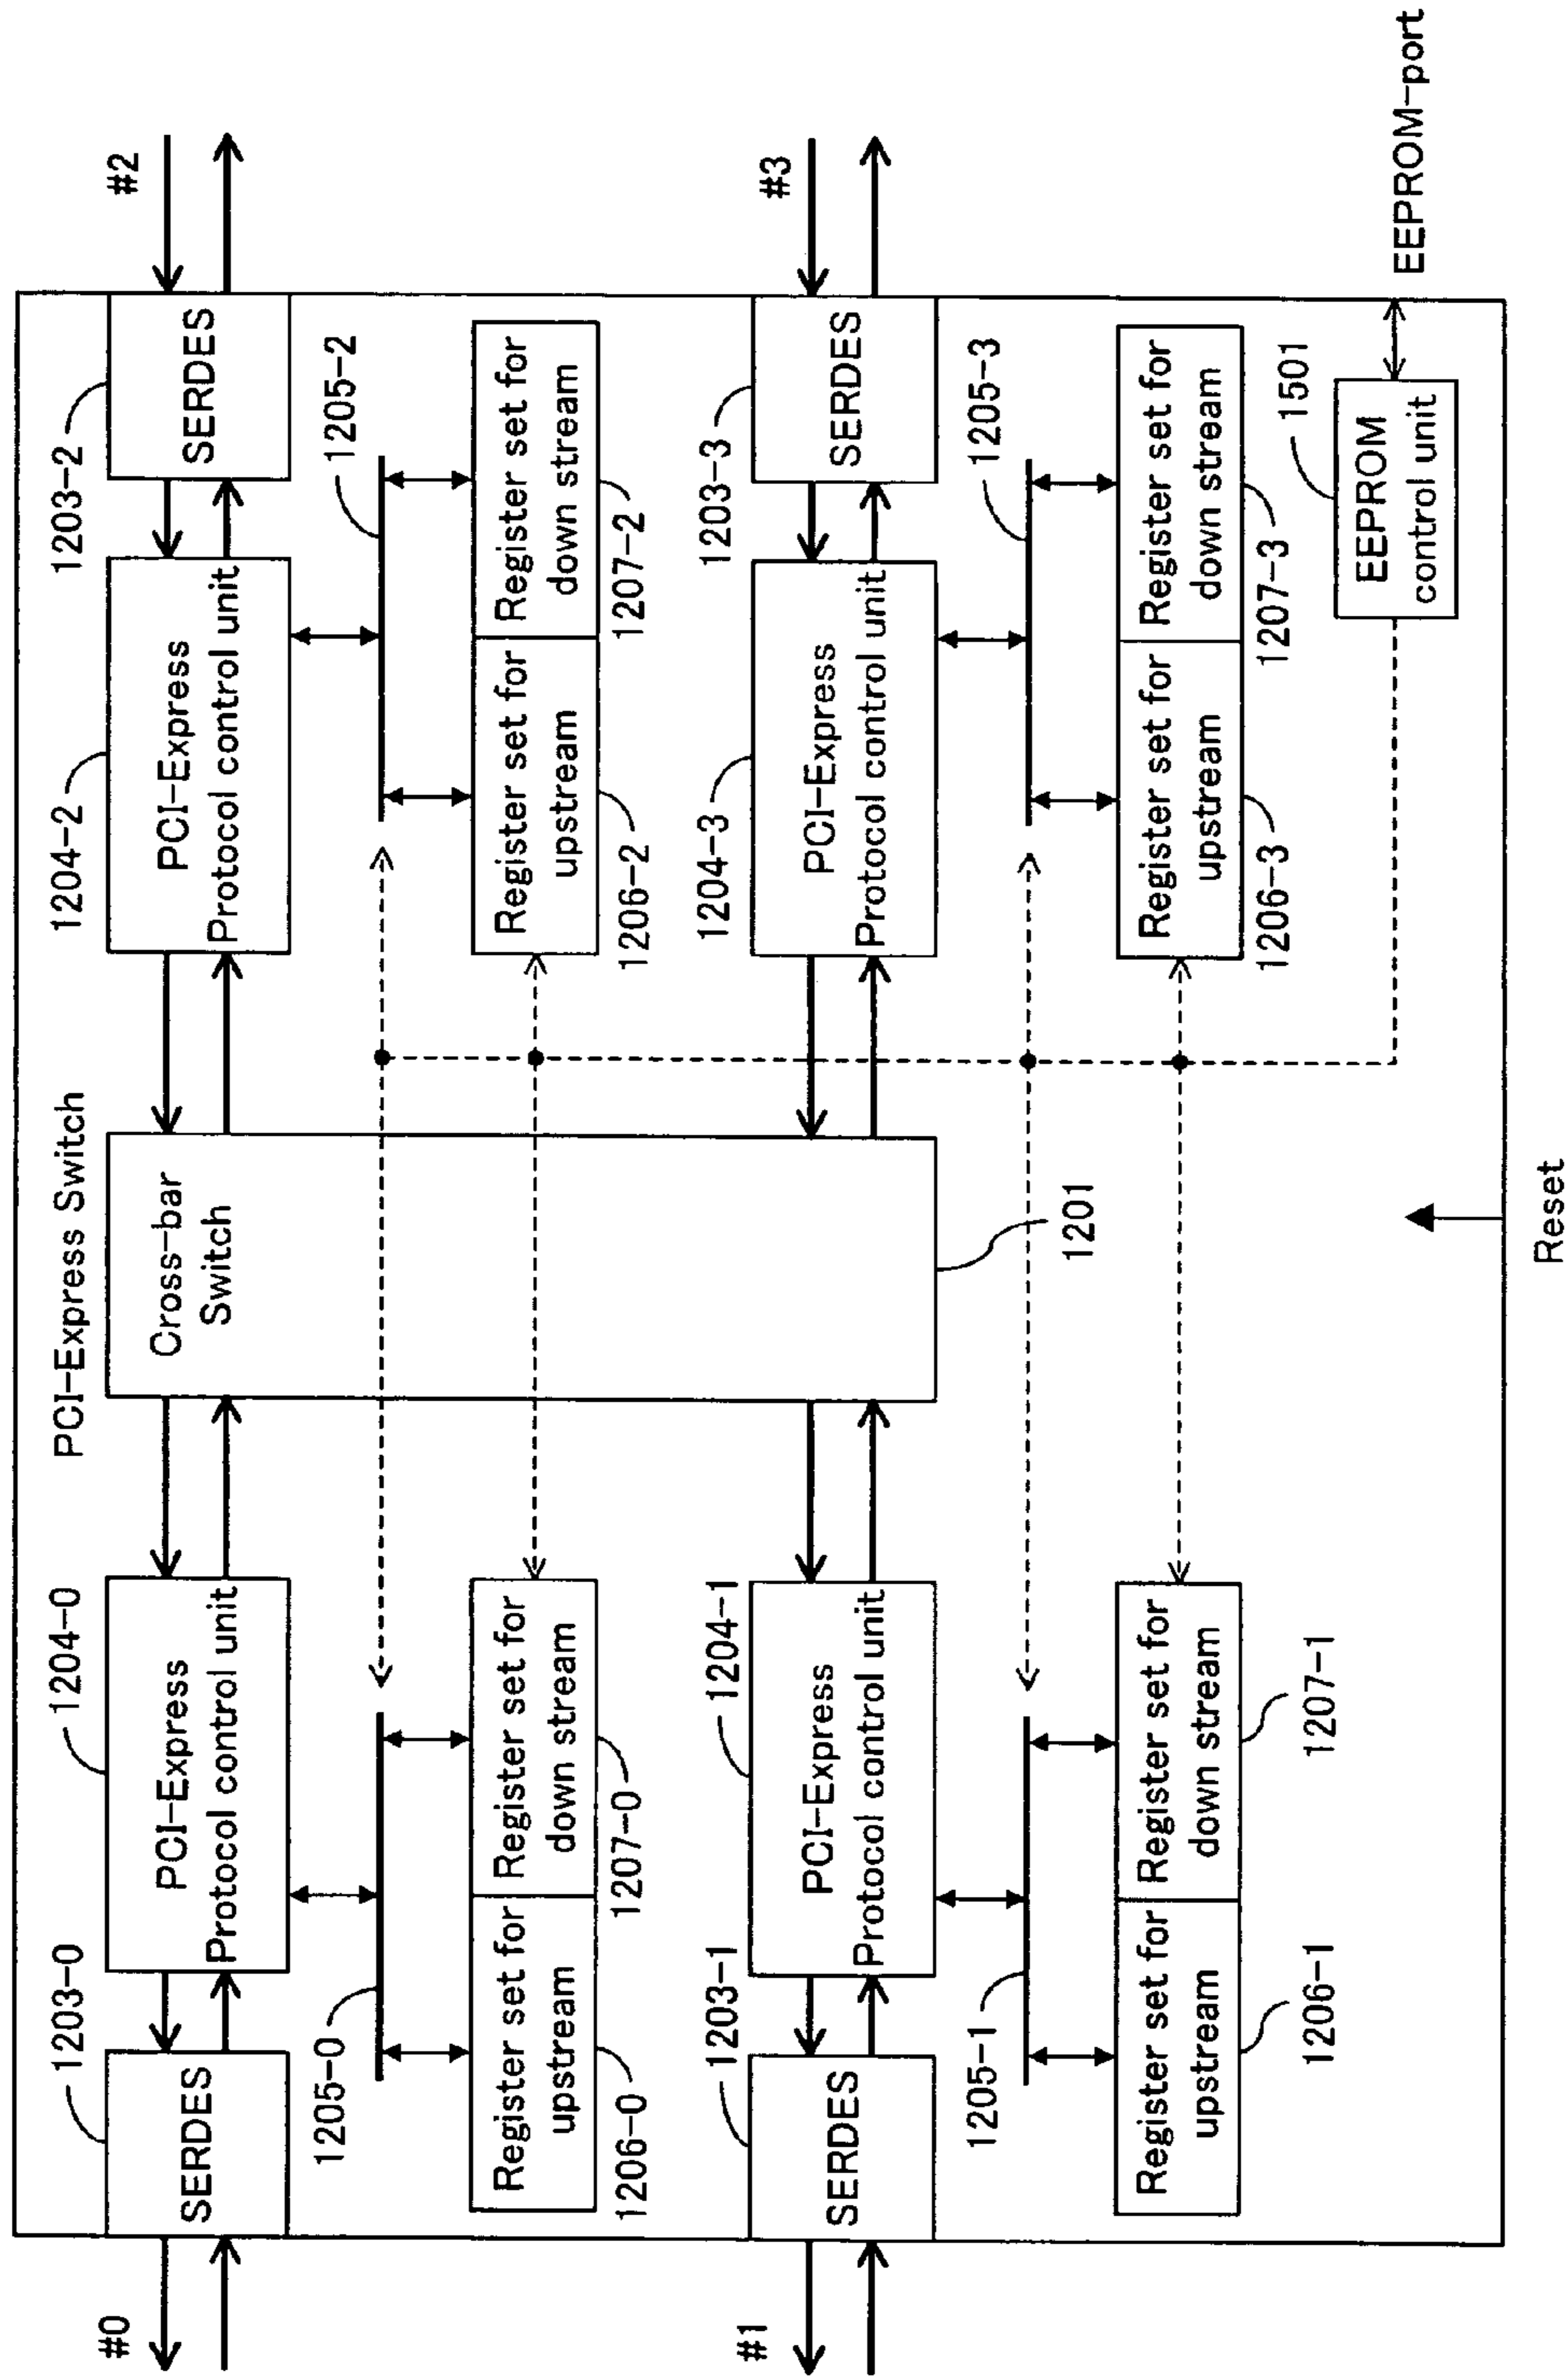 PCI-Express Switch
#0
1203-0
SERDES
1204-0
PCI-Express
Protocol control unit
Cross-bar
Switch
1201
1204-2
PCI-Express
Protocol control unit
1203-2
SERDES
#2
1205-0
Register set for
upstream
1206-0
Register set for
down stream
1207-0
1205-2
Register set for
upstream
1206-2
Register set for
down stream
1207-2
#1
1203-1
SERDES
1204-1
PCI-Express
Protocol control unit
1204-3
PCI-Express
Protocol control unit
1203-3
SERDES
#3
1205-1
Register set for
upstream
1206-1
Register set for
down stream
1207-1
1205-3
Register set for
upstream
1206-3
Register set for
down stream
1207-3
1501
EEPROM
control unit
EEPROM-port
Reset